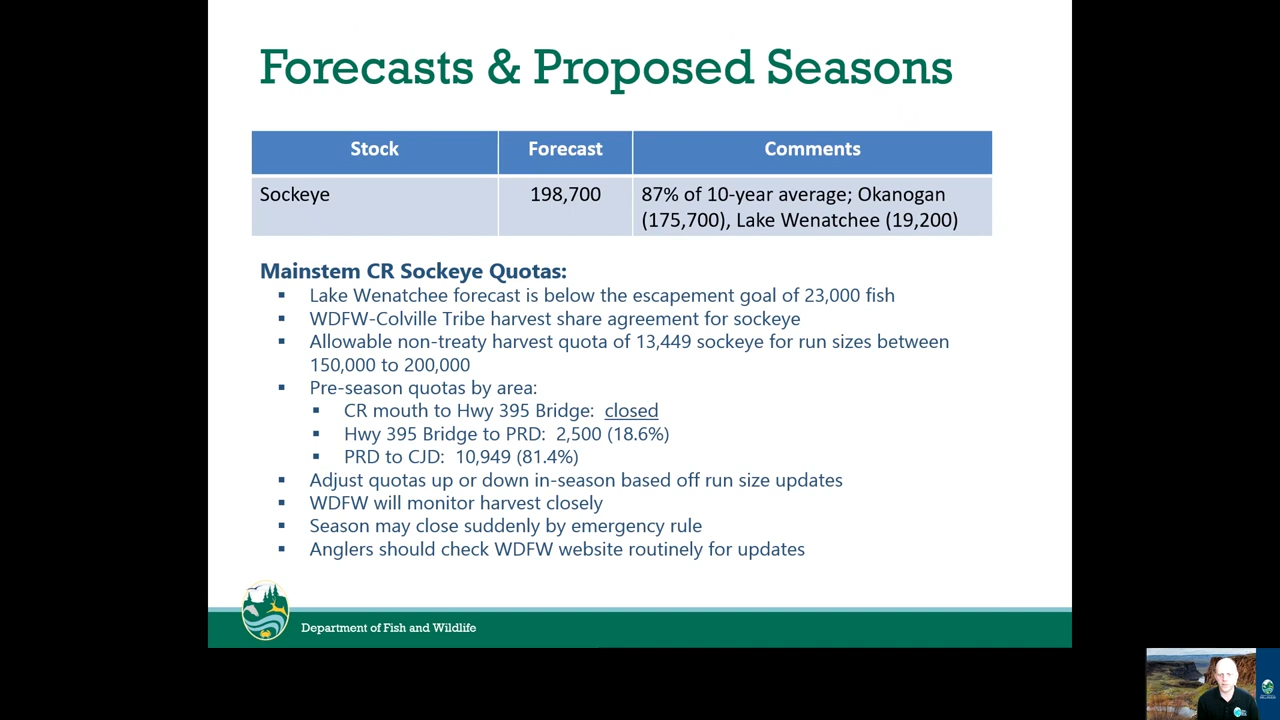 Forecasts & Proposed Seasons
Stock Forecast Comments
Sockeye 198,700 87% of 10-year average; Okanogan
(175,700), Lake Wenatchee (19,200)
Mainstem CR Sockeye Quotas:
▪ Lake Wenatchee forecast is below the escapement goal of 23,000 fish
▪ WDFW-Colville Tribe harvest share agreement for sockeye
▪ Allowable non-treaty harvest quota of 13,449 sockeye for run sizes between
150,000 to 200,000
▪ Pre-season quotas by area:
▪ CR mouth to Hwy 395 Bridge: closed
▪ Hwy 395 Bridge to PRD: 2,500 (18.6%)
▪ PRD to CJD: 10,949 (81.4%)
▪ Adjust quotas up or down in-season based off run size updates
▪ WDFW will monitor harvest closely
▪ Season may close suddenly by emergency rule
▪ Anglers should check WDFW website routinely for updates
Department of Fish and Wildlife